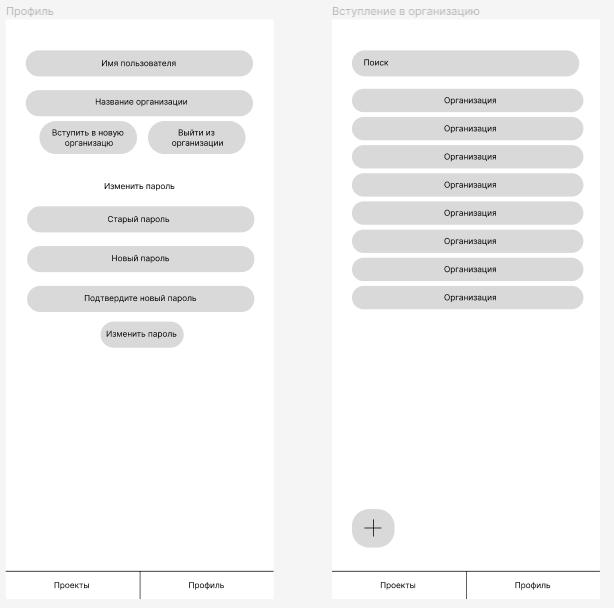 Профиль
Имя пользователя
Название организации
Вступить в новую
организацю
Выйти из
организации
Изменить пароль
Старый пароль
Новый пароль
Подтвердите новый пароль
Изменить пароль
Проекты
Профиль
Вступление в организацию
Поиск
Организация
Организация
Организация
Организация
Организация
Организация
Организация
Организация
Проекты
Профиль